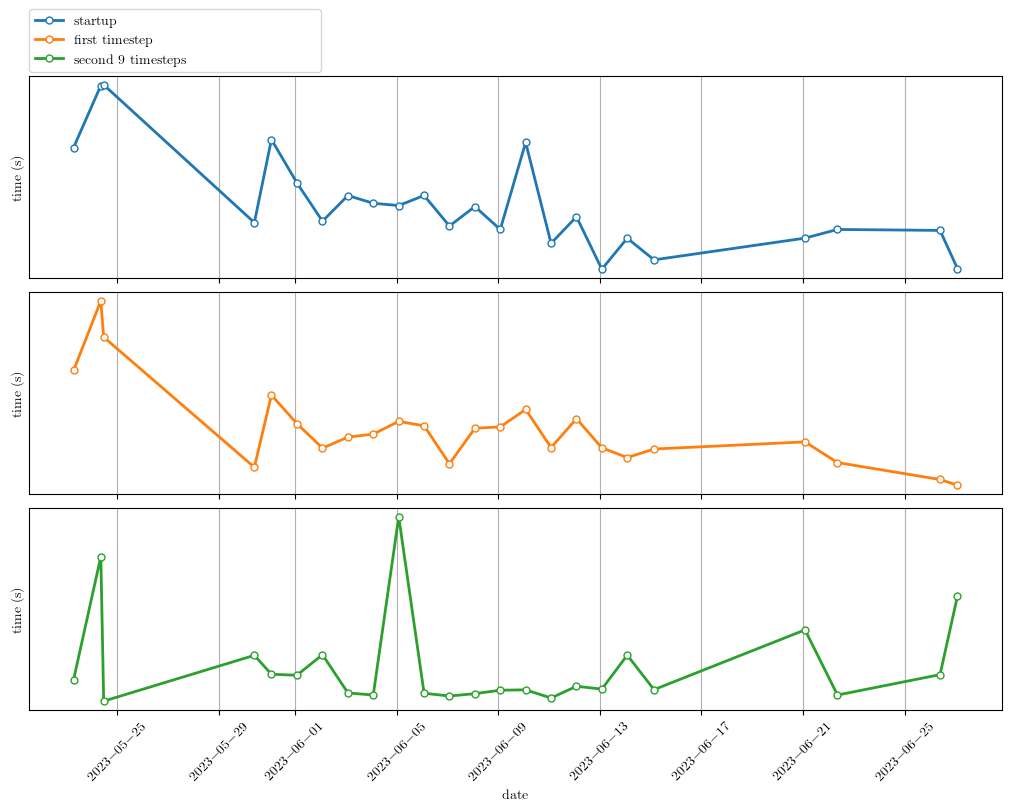 startup
first timestep
second 9 timesteps
time (s)
time (s)
time (s)
2023−05−25
2023−05−29
2023−06−01
2023−06−05
2023−06−09
2023−06−13
2023−06−17
2023−06−21
2023−06−25
date